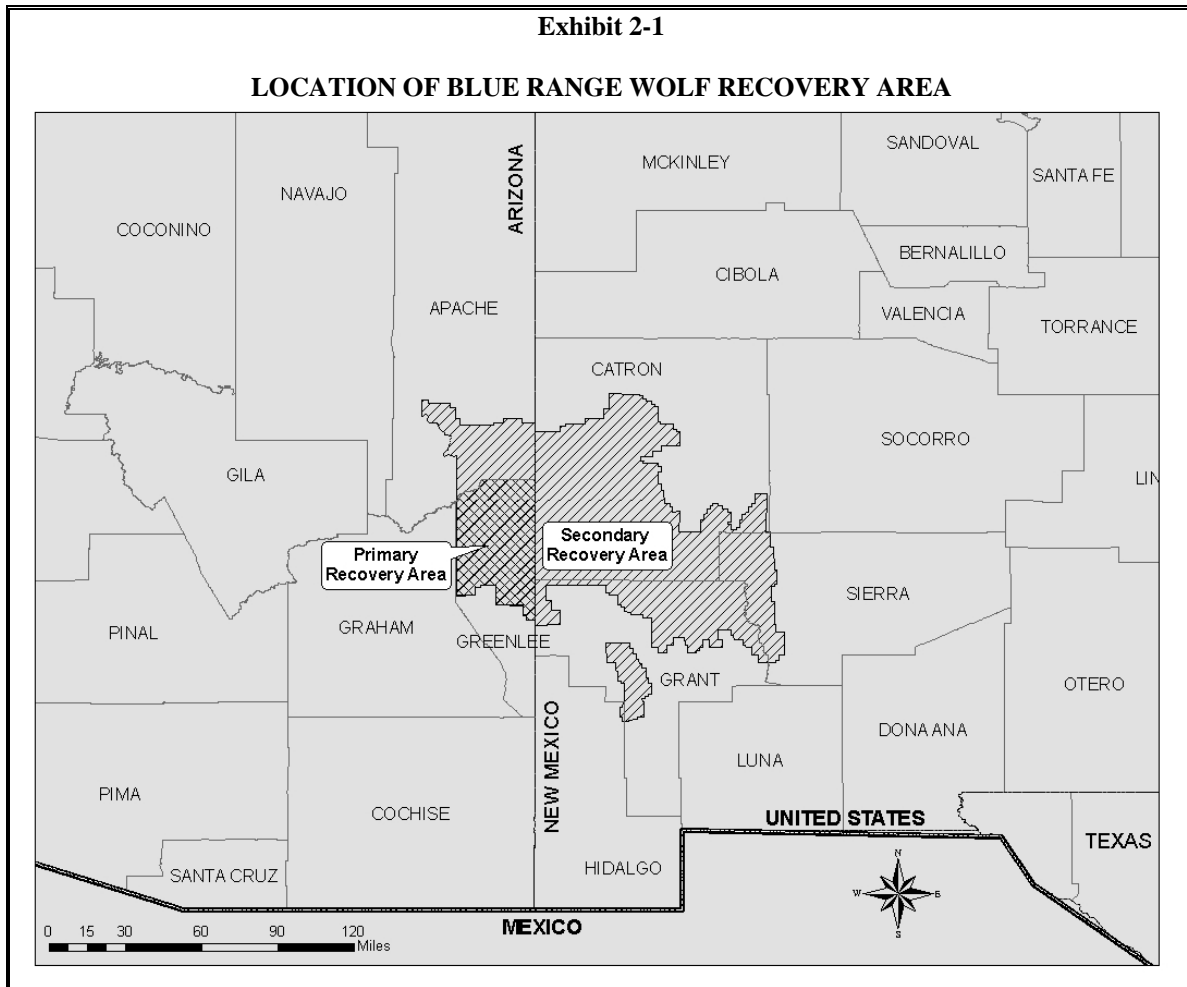 Exhibit 2-1
LOCATION OF BLUE RANGE WOLF RECOVERY AREA
SANDOVAL
MCKINLEY
SANTA FE
NAVAJO
ARIZONA
COCONINO
BERNALILLO
CIBOLA
APACHE
VALENCIA
TORRANCE
CATRON
SOCORRO
GILA
LIN
Primary
Recovery Area
Secondary
Recovery Area
SIERRA
PINAL
GRAHAM
GREENLEE
GRANT
OTERO
NEW MEXICO
DONA ANA
LUNA
PIMA
COCHISE
UNITED STATES
TEXAS
HIDALGO
SANTA CRUZ
N
W
E
S
MEXICO
0 15 30 60 90 120
Miles